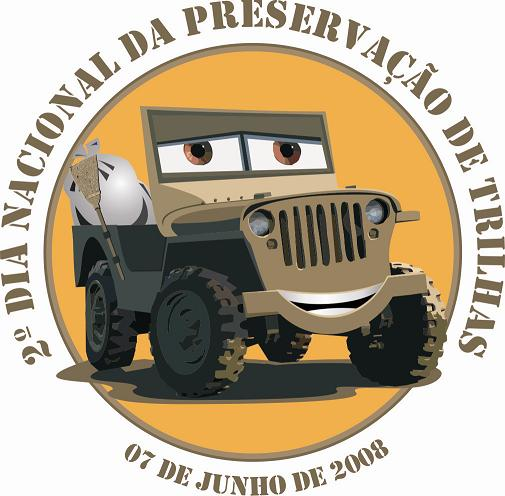 2º DIA NACIONAL DA PRESERVAÇÃO DE TRILHAS
07 DE JUNHO DE 2008